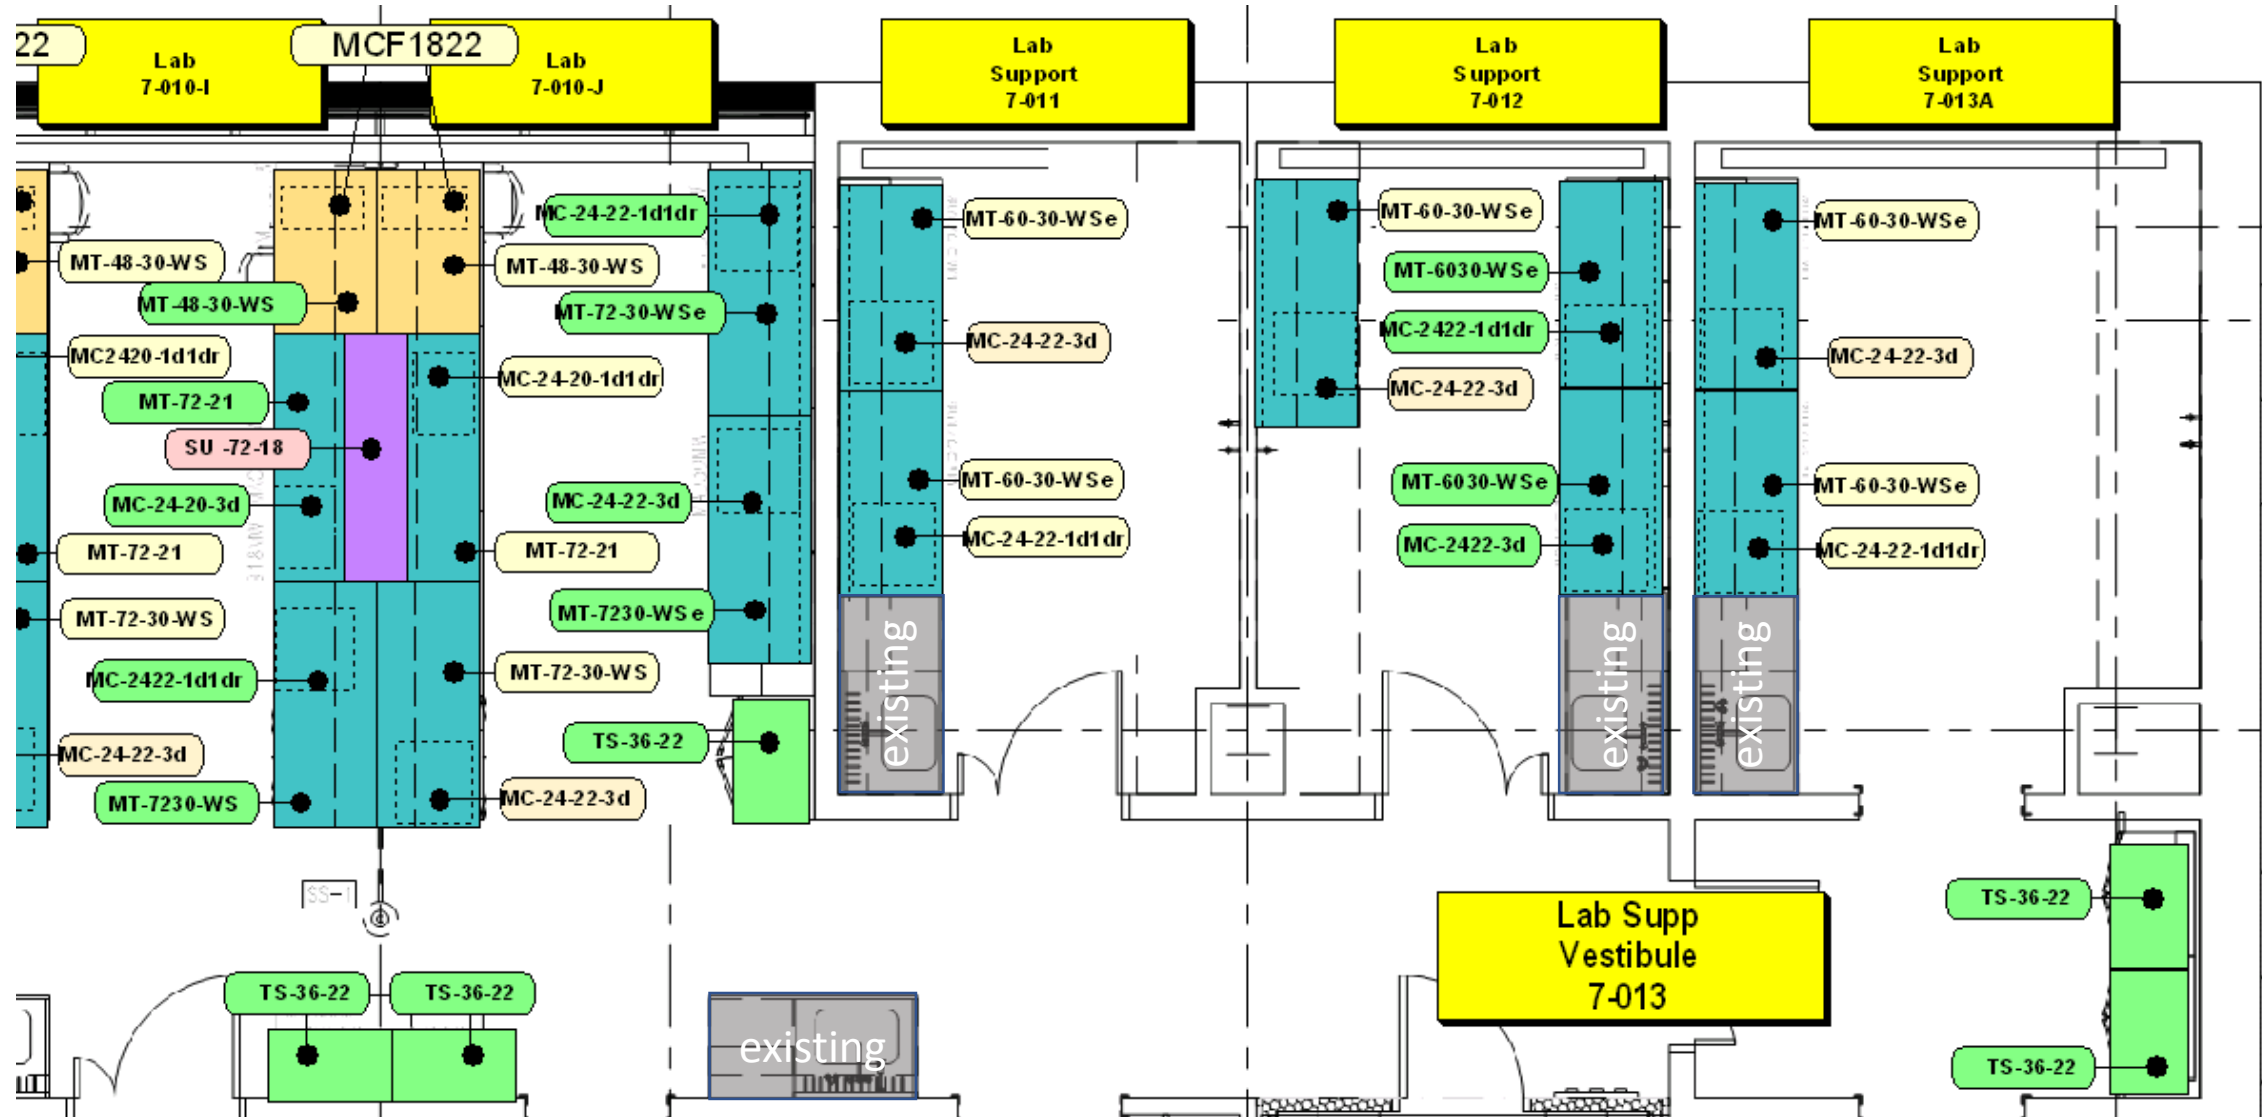 22
Lab
7-010-I
MCF1822
Lab
7-010-J
Lab
Support
7-011
Lab
Support
7-012
Lab
Support
7-013A
MT-48-30-WS
MT-48-30-WS
MC2420-1d1dr
MT-72-21
SU -72-18
MC-24-20-3d
MT-72-21
MT-72-30-WS
MC-2422-1d1dr
MC-24-22-3d
MT-7230-WS
MT-48-30-WS
MC-24-20-1d1dr
MT-72-21
MT-72-30-WS
MC-24-22-3d
MC-24-22-1d1dr
MT-72-30-WSe
MC-24-22-3d
MT-7230-WSe
TS-36-22
MT-60-30-WSe
MC-24-22-3d
MT-60-30-WSe
MC-24-22-1d1dr
existing
MT-60-30-WSe
MT-6030-WSe
MC-2422-1d1dr
MC-24-22-3d
MT-6030-WSe
MC-2422-3d
existing
MT-60-30-WSe
MC-24-22-3d
MT-60-30-WSe
MC-24-22-1d1dr
existing
SS-1
TS-36-22
TS-36-22
existing
Lab Supp
Vestibule
7-013
TS-36-22
TS-36-22